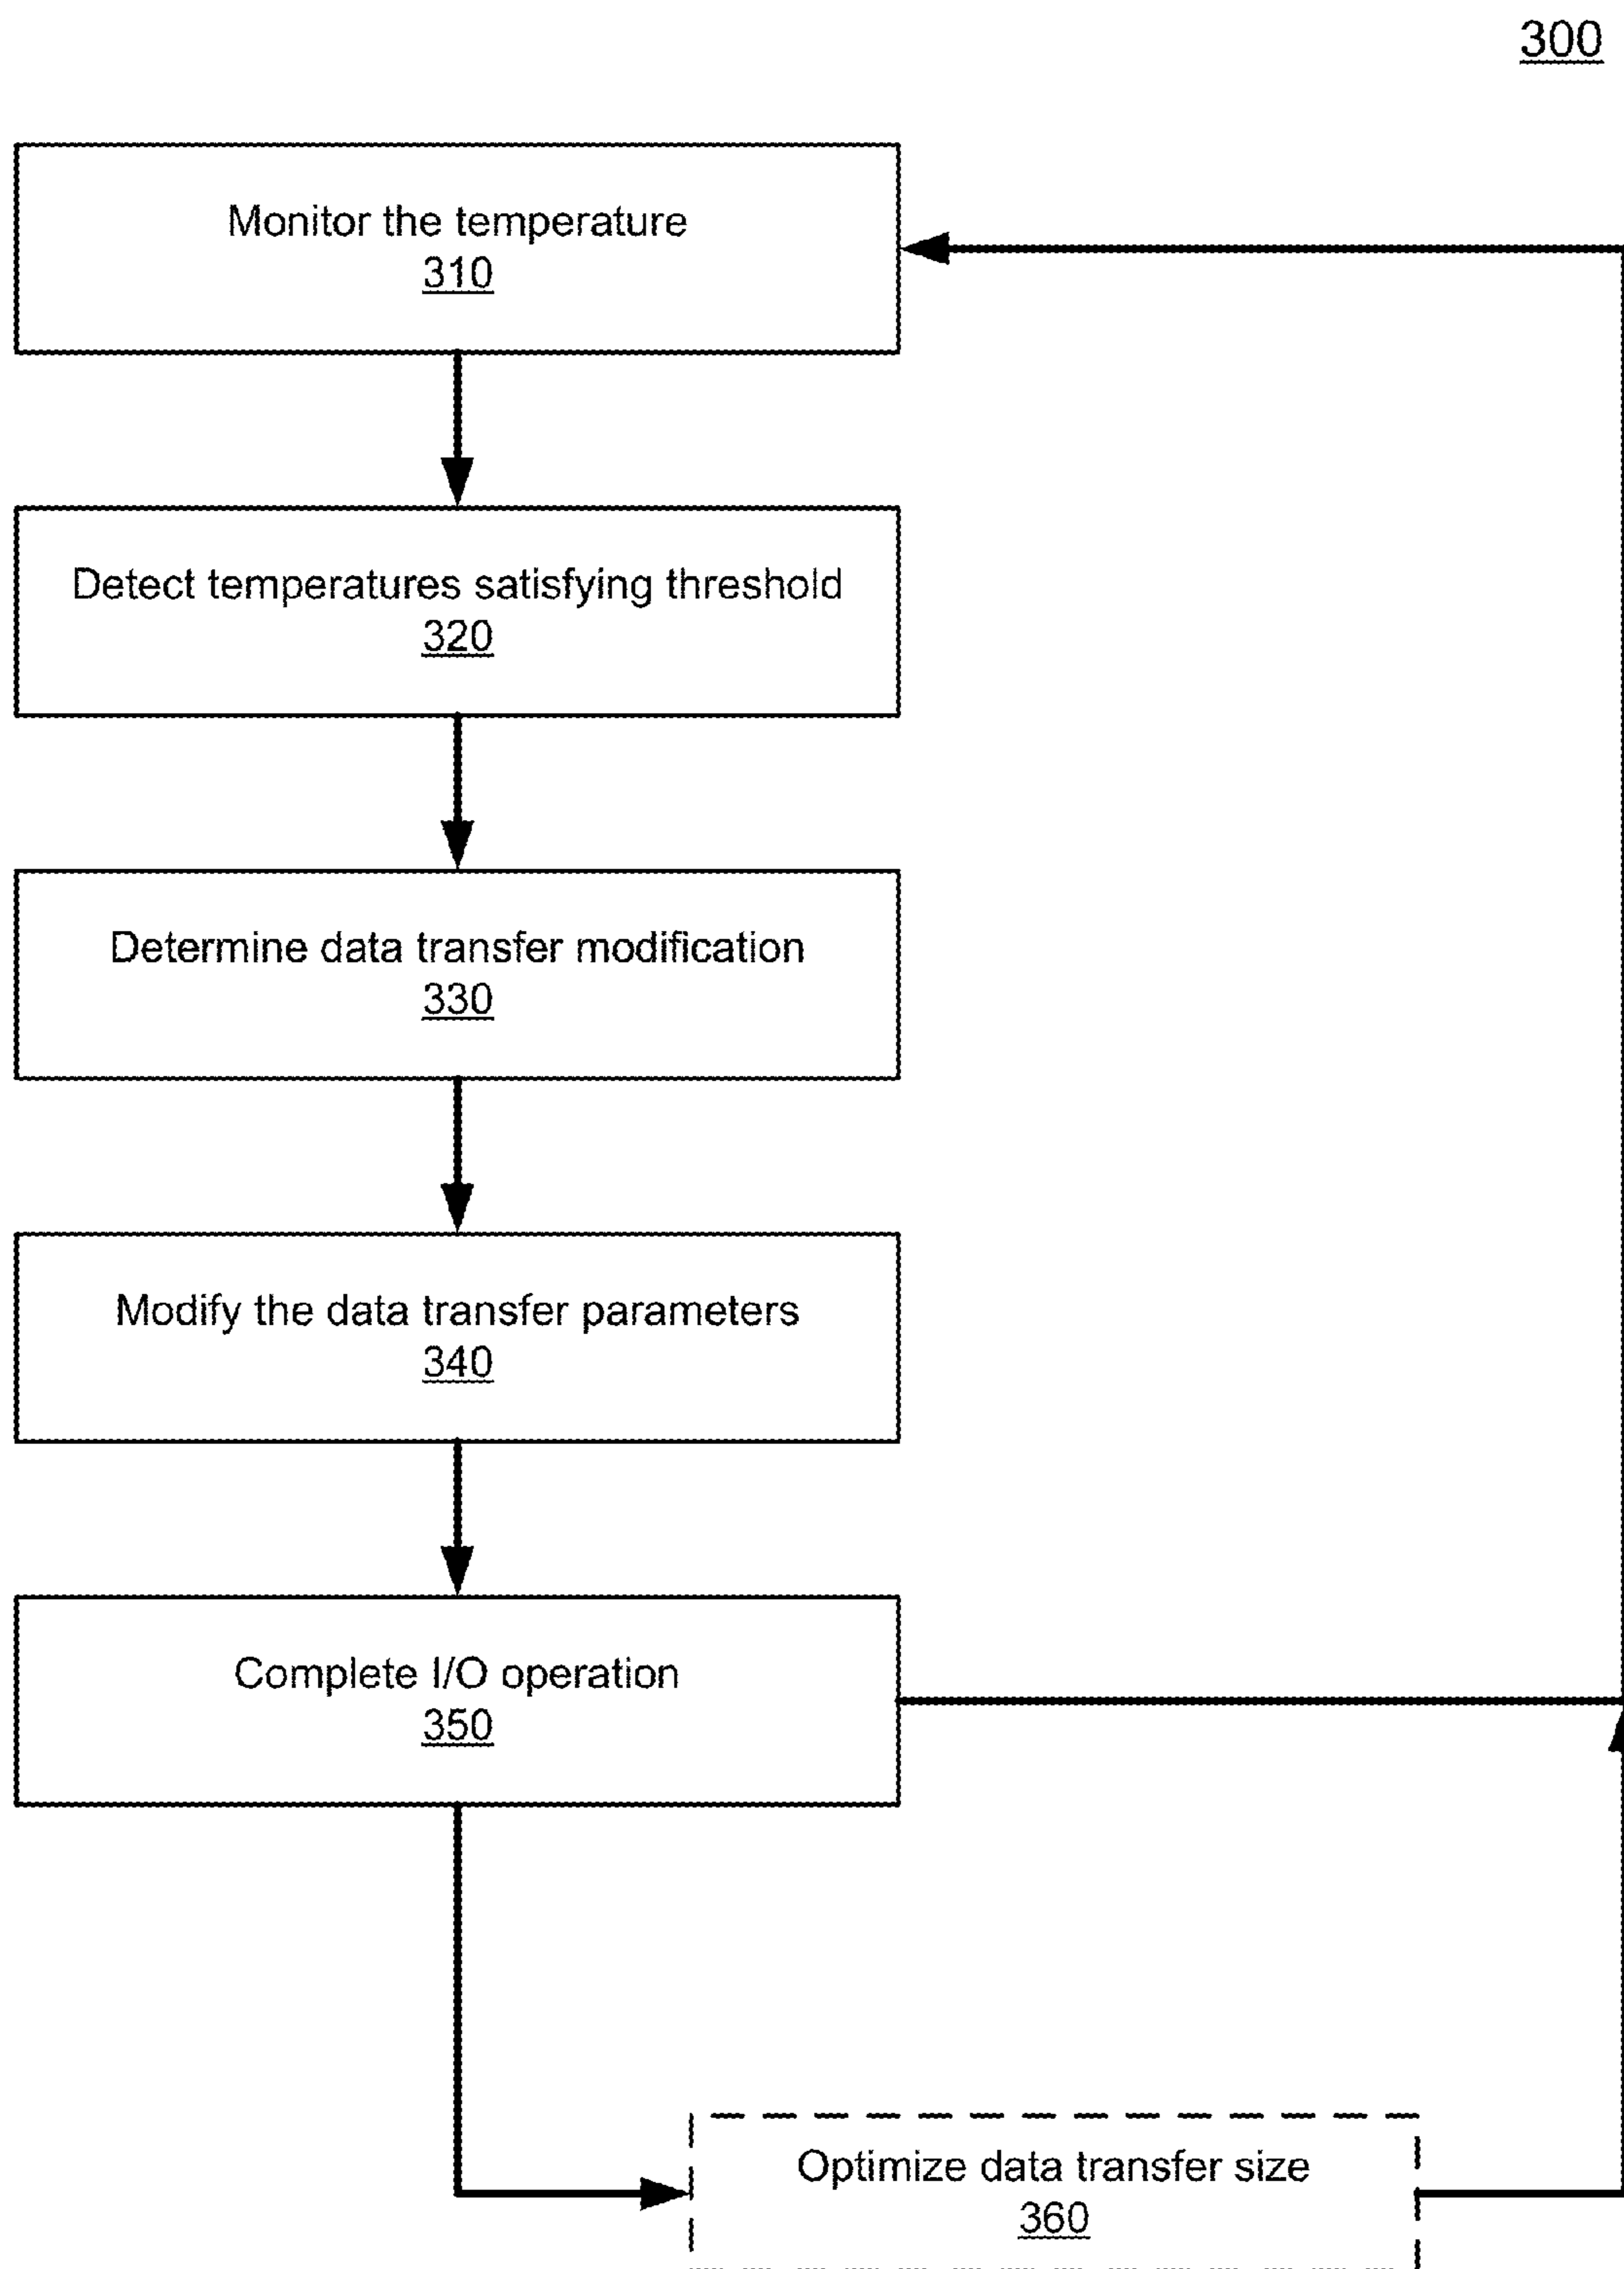 300
Monitor the temperature
310
Detect temperatures satisfying threshold
320
Determine data transfer modification
330
Modify the data transfer parameters
340
Complete I/O operation
350
Optimize data transfer size
360